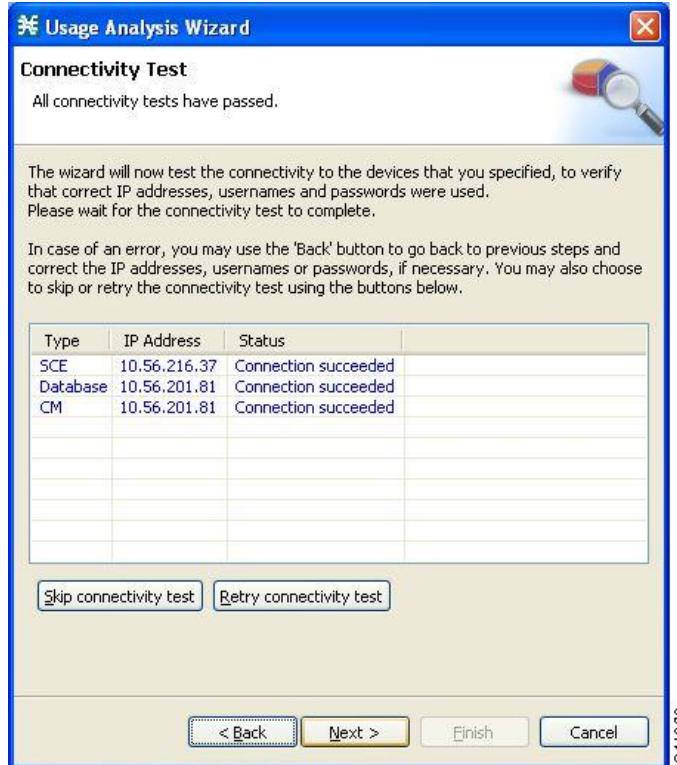 Usage Analysis Wizard
Connectivity Test
All connectivity tests have passed.
The wizard will now test the connectivity to the devices that you specified, to verify
that correct IP addresses, usernames and passwords were used.
Please wait for the connectivity test to complete.
In case of an error, you may use the 'Back' button to go back to previous steps and
correct the IP addresses, usernames or passwords, if necessary. You may also choose
to skip or retry the connectivity test using the buttons below.
Type IP Address Status
SCE 10.56.216.37 Connection succeeded
Database 10.56.201.81 Connection succeeded
CM 10.56.201.81 Connection succeeded
Skip connectivity test Retry connectivity test
< Back Next > Finish Cancel